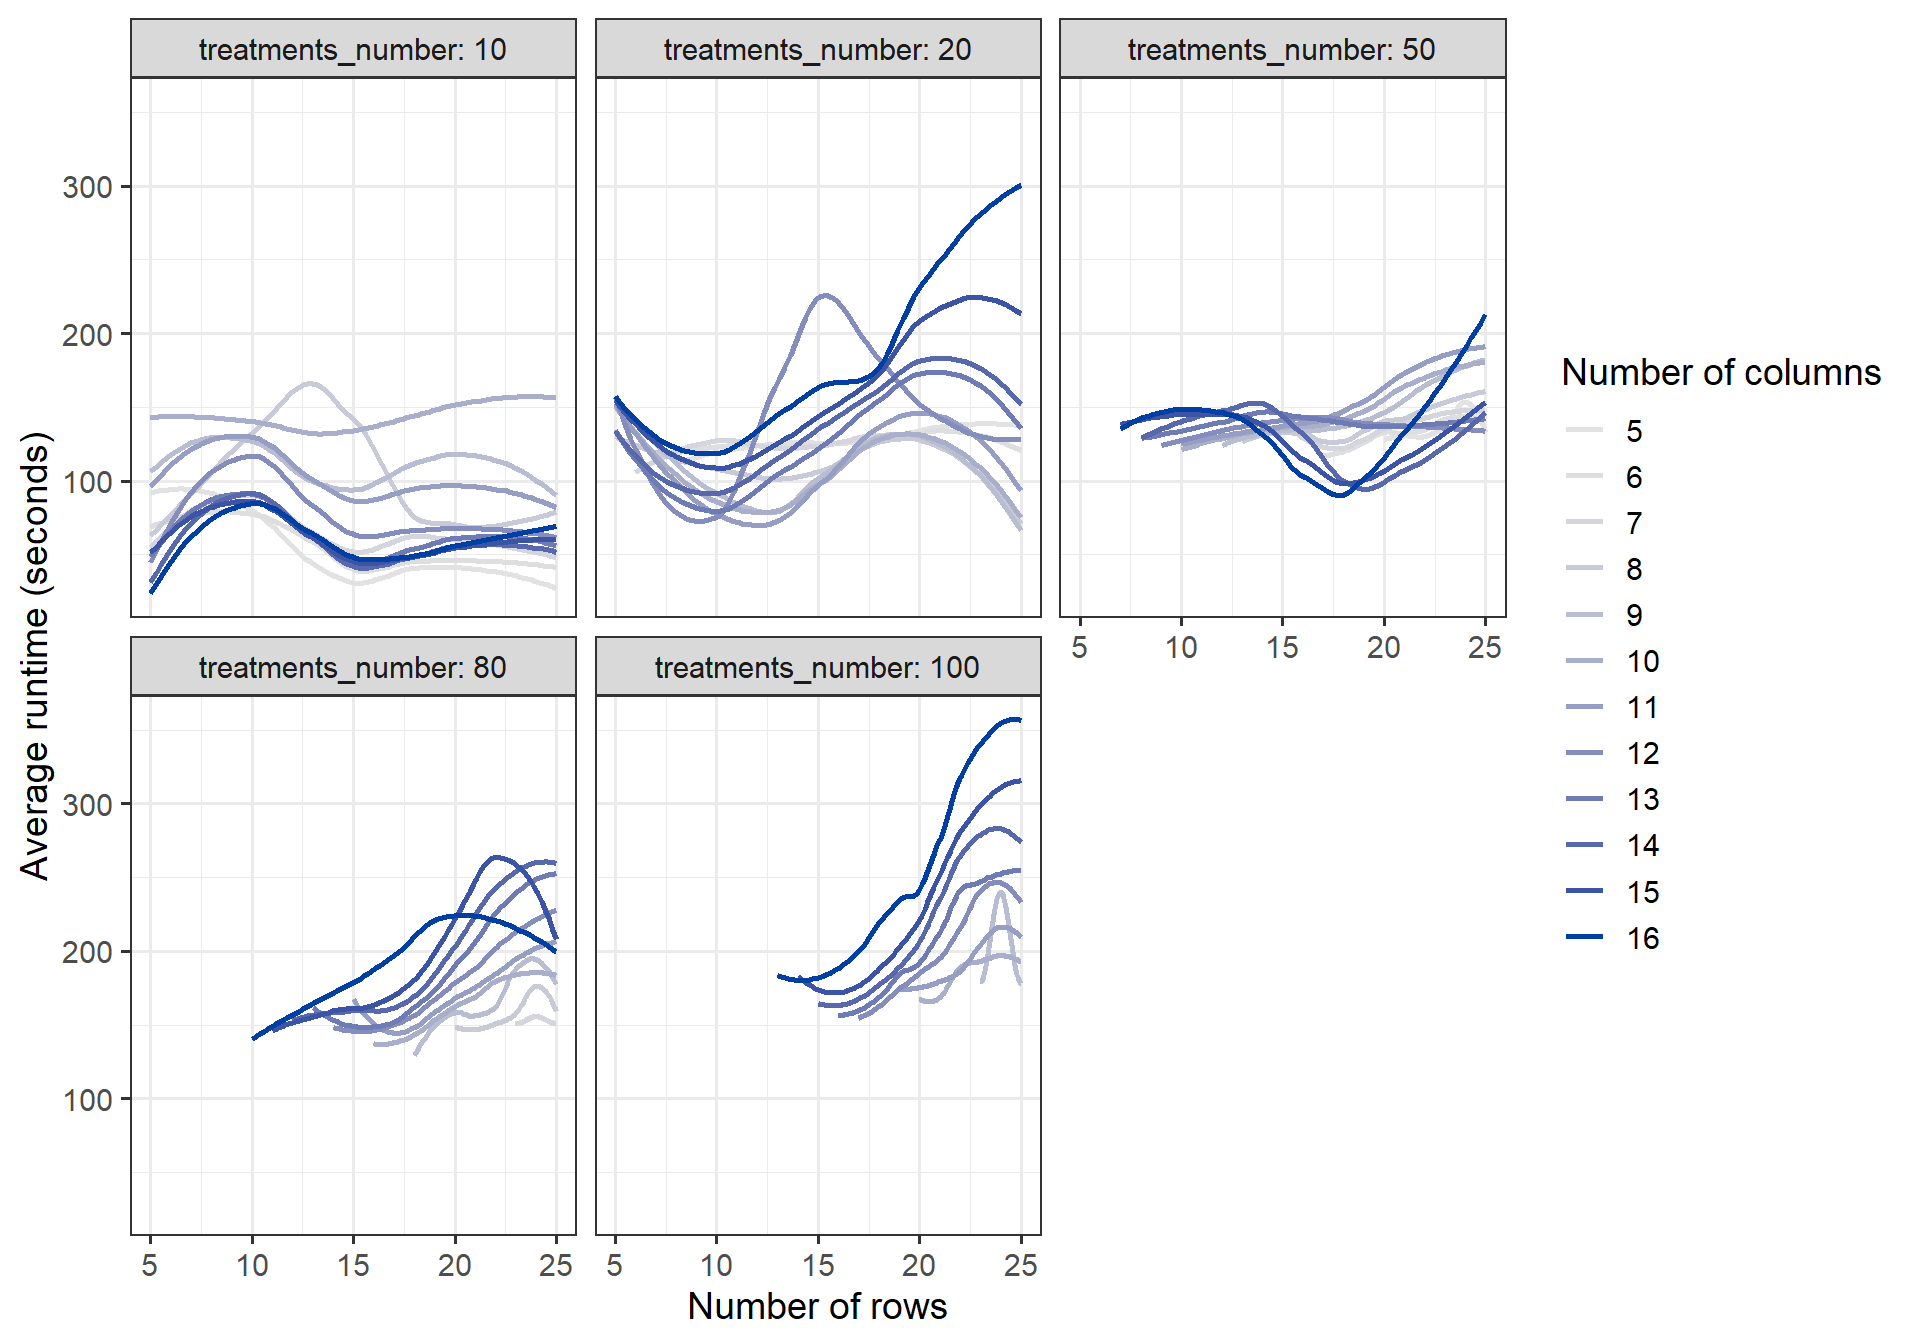 treatments_number: 10
treatments_number: 20
treatments_number: 50
300
200
100
5 10 15 20 25
treatments_number: 80
treatments_number: 100
300
200
100
5 10 15 20 25
5 10 15 20 25
Number of rows
Average runtime (seconds)
Number of columns
5
6
7
8
9
10
11
12
13
14
15
16